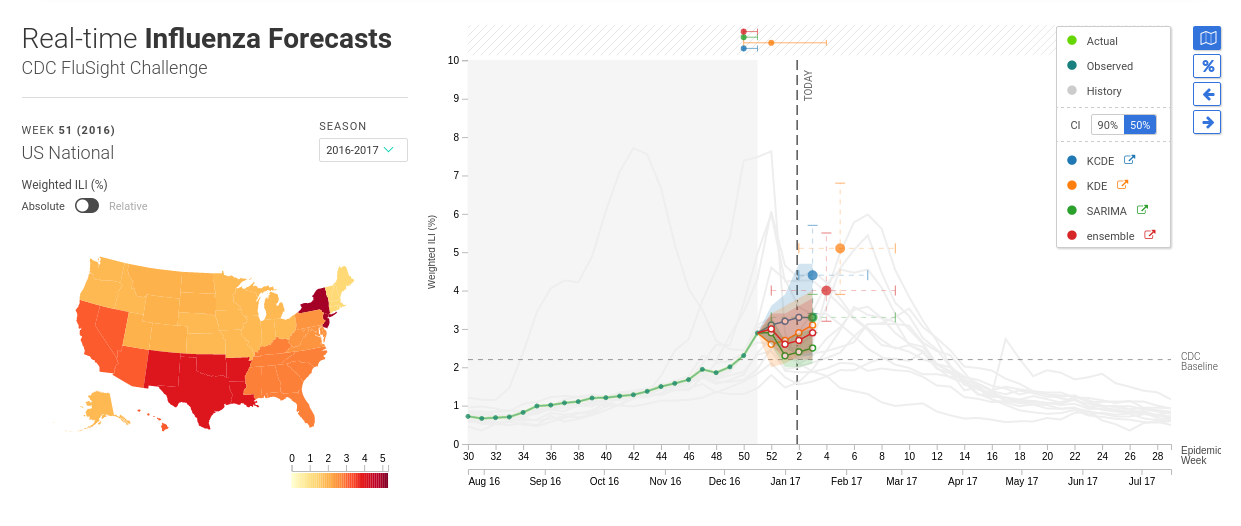 Real-time Influenza Forecasts
CDC FluSight Challenge
WEEK 51 (2016)
US National
SEASON
2016-2017
Weighted ILI (%)
Absolute Relative
0 1 2 3 4 5
Weighted ILI (%)
10
9
8
7
6
5
4
3
2
1
0
TODAY
CDC
Baseline
30 32 34 36 38 40 42 44 46 48 50 52 2 4 6 8 10 12 14 16 18 20 22 24 26 28
Epidemic
Week
Aug 16 Sep 16 Oct 16 Nov 16 Dec 16 Jan 17 Feb 17 Mar 17 Apr 17 May 17 Jun 17 Jul 17
Actual
Observed
History
CI 90% 50%
KCDE
KDE
SARIMA
ensemble
%